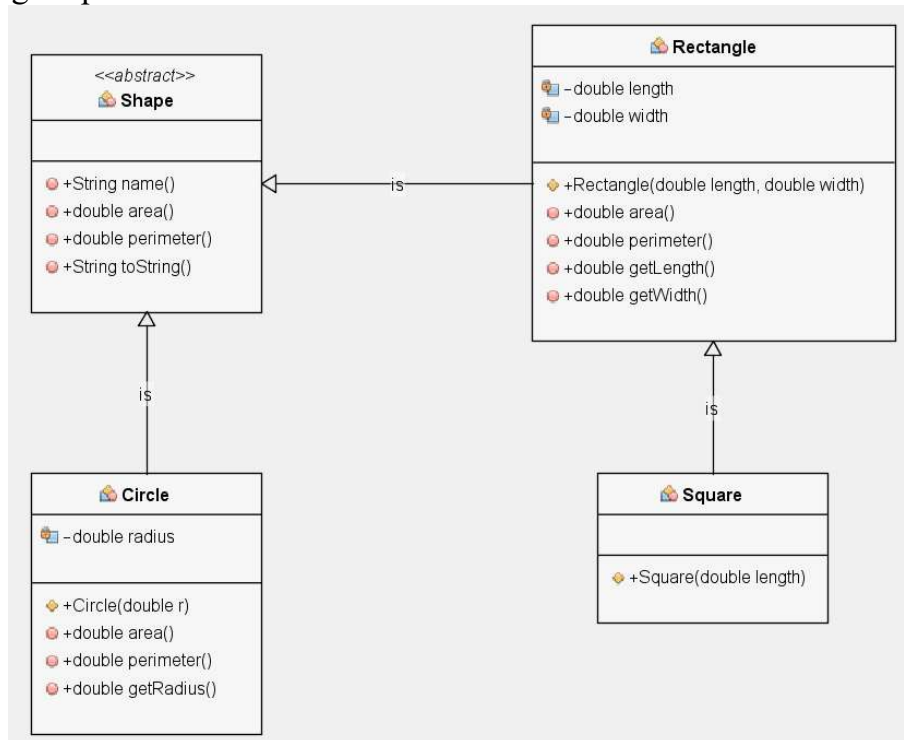 <<abstract>>
Shape
+String name()
+double area()
+double perimeter()
+String toString()
is
Rectangle
-double length
-double width
+Rectangle(double length, double width)
+double area()
+double perimeter()
+double getLength()
+double getWidth()
is
is
Circle
-double radius
+Circle(double r)
+double area()
+double perimeter()
+double getRadius()
Square
+Square(double length)